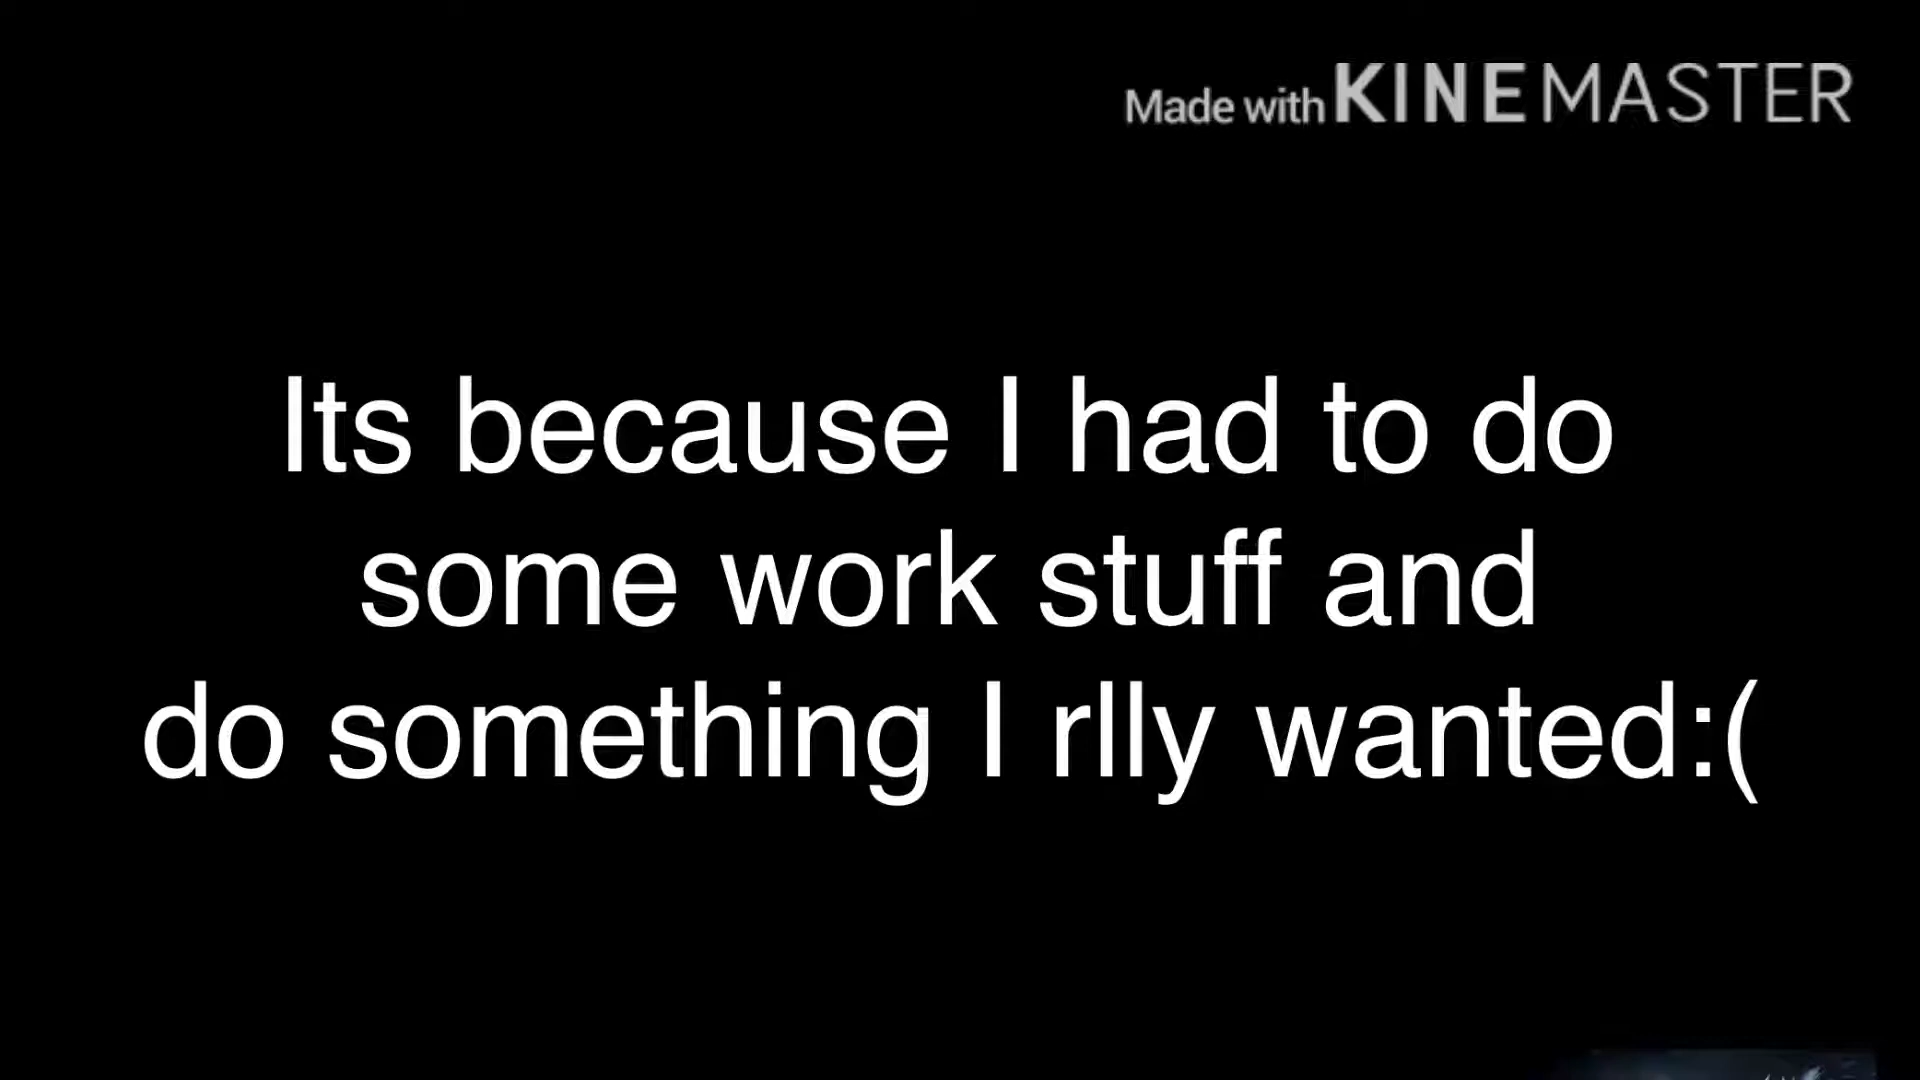 Made with KINEMASTER
Its because I had to do
some work stuff and
do something I rlly wanted:(